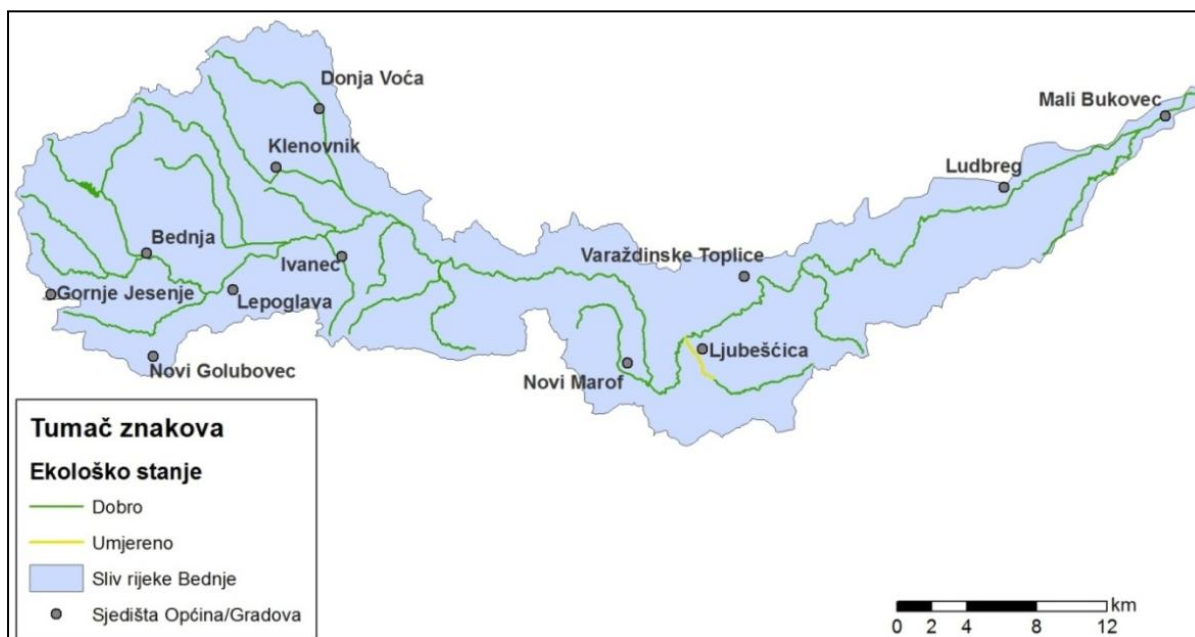 Donja Voća
Mali Bukovec
Klenovnik
Ludbreg
Bednja
Ivanec
Varaždinske Toplice
Gornje Jesenje
Lepoglava
Ljubešćica
Novi Golubovec
Novi Marof
Tumač znakova
Ekološko stanje
Dobro
Umjereno
Sliv rijeke Bednje
Sjedišta Općina/Gradova
km
0 2 4 8 12